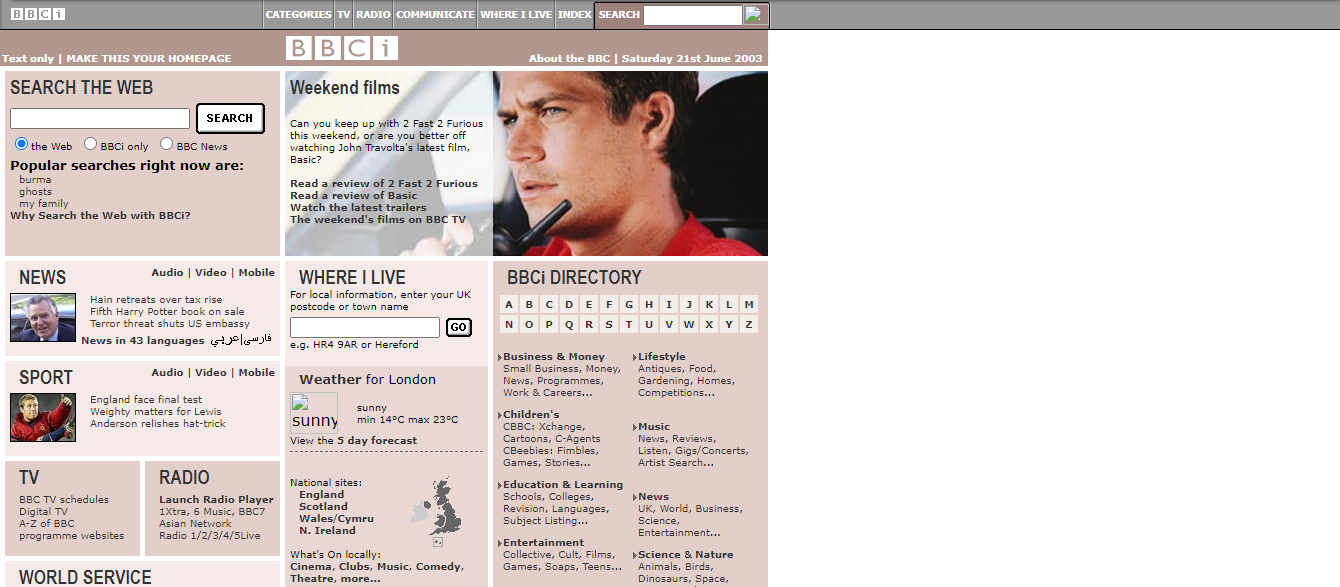 BBCi
CATEGORIES TV RADIO COMMUNICATE WHERE I LIVE INDEX SEARCH
Text only | MAKE THIS YOUR HOMEPAGE
BBCi
About the BBC | Saturday 21st June 2003
SEARCH THE WEB
SEARCH
the Web BBCi only BBC News
Popular searches right now are:
burma
ghosts
my family
Why Search the Web with BBCi?
Weekend films
Can you keep up with 2 Fast 2 Furious
this weekend, or are you better off
watching John Travolta's latest film,
Basic?
Read a review of 2 Fast 2 Furious
Read a review of Basic
Watch the latest trailers
The weekend's films on BBC TV
NEWS
Audio | Video | Mobile
Hain retreats over tax rise
Fifth Harry Potter book on sale
Terror threat shuts US embassy
News in 43 languages عربي|فارسی
SPORT
Audio | Video | Mobile
England face final test
Weighty matters for Lewis
Anderson relishes hat-trick
TV
BBC TV schedules
Digital TV
A-Z of BBC
programme websites
RADIO
Launch Radio Player
1Xtra, 6 Music, BBC7
Asian Network
Radio 1/2/3/4/5Live
WORLD SERVICE
WHERE I LIVE
For local information, enter your UK
postcode or town name
GO
e.g. HR4 9AR or Hereford
Weather for London
sunny
sunny
min 14°C max 23°C
View the 5 day forecast
National sites:
England
Scotland
Wales/Cymru
N. Ireland
What's On locally:
Cinema, Clubs, Music, Comedy,
Theatre, more...
BBCi DIRECTORY
A B C D E F G H I J K L M
N O P Q R S T U V W X Y Z
Business & Money
Small Business, Money,
News, Programmes,
Work & Careers...
Children's
CBBC: Xchange,
Cartoons, C-Agents
CBeebies: Fimbles,
Games, Stories...
Education & Learning
Schools, Colleges,
Revision, Languages,
Subject Listing...
Entertainment
Collective, Cult, Films,
Games, Soaps, Teens...
Lifestyle
Antiques, Food,
Gardening, Homes,
Competitions...
Music
News, Reviews,
Listen, Gigs/Concerts,
Artist Search...
News
UK, World, Business,
Science,
Entertainment...
Science & Nature
Animals, Birds,
Dinosaurs, Space,